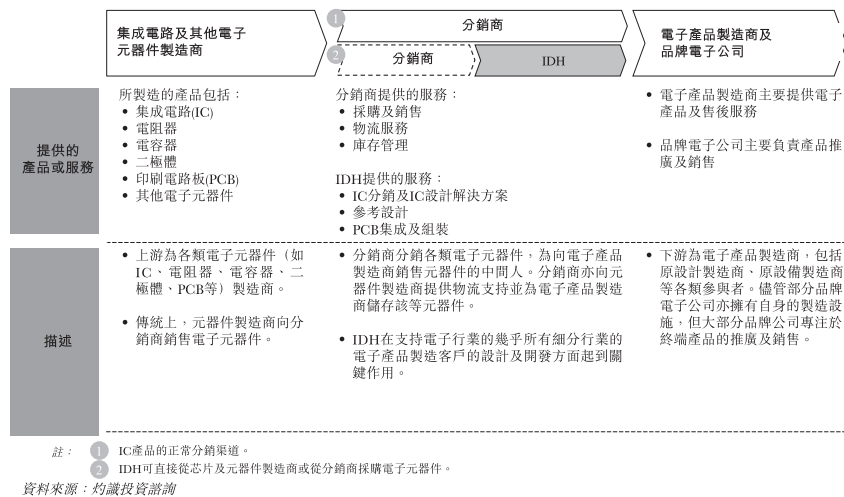 集成電路及其他電子
元器件製造商
1
分銷商
2
分銷商
IDH
電子產品製造商及
品牌電子公司
提供的
產品或服務
所製造的產品包括：
• 集成電路(IC)
• 電阻器
• 電容器
• 二極體
• 印刷電路板(PCB)
• 其他電子元器件
分銷商提供的服務：
• 採購及銷售
• 物流服務
• 庫存管理
IDH提供的服務：
• IC分銷及IC設計解決方案
• 參考設計
• PCB集成及組裝
• 電子產品製造商主要提供電子
產品及售後服務
• 品牌電子公司主要負責產品推
廣及銷售
描述
• 上游為各類電子元器件（如
IC、電阻器、電容器、二
極體、PCB等）製造商。
• 傳統上，元器件製造商向分
銷商銷售電子元器件。
• 分銷商分銷各類電子元器件，為向電子產品
製造商銷售元器件的中間人。分銷商亦向元
器件製造商提供物流支持並為電子產品製造
商儲存該等元器件。
• IDH在支持電子行業的幾乎所有細分行業的
電子產品製造客戶的設計及開發方面起到關
鍵作用。
• 下游為電子產品製造商，包括
原設計製造商、原設備製造商
等各類參與者。儘管部分品牌
電子公司亦擁有自身的製造設
施，但大部分品牌公司專注於
終端產品的推廣及銷售。
註： 1 IC產品的正常分銷渠道。
2 IDH可直接從芯片及元器件製造商或從分銷商採購電子元器件。
資料來源：灼識投資諮詢